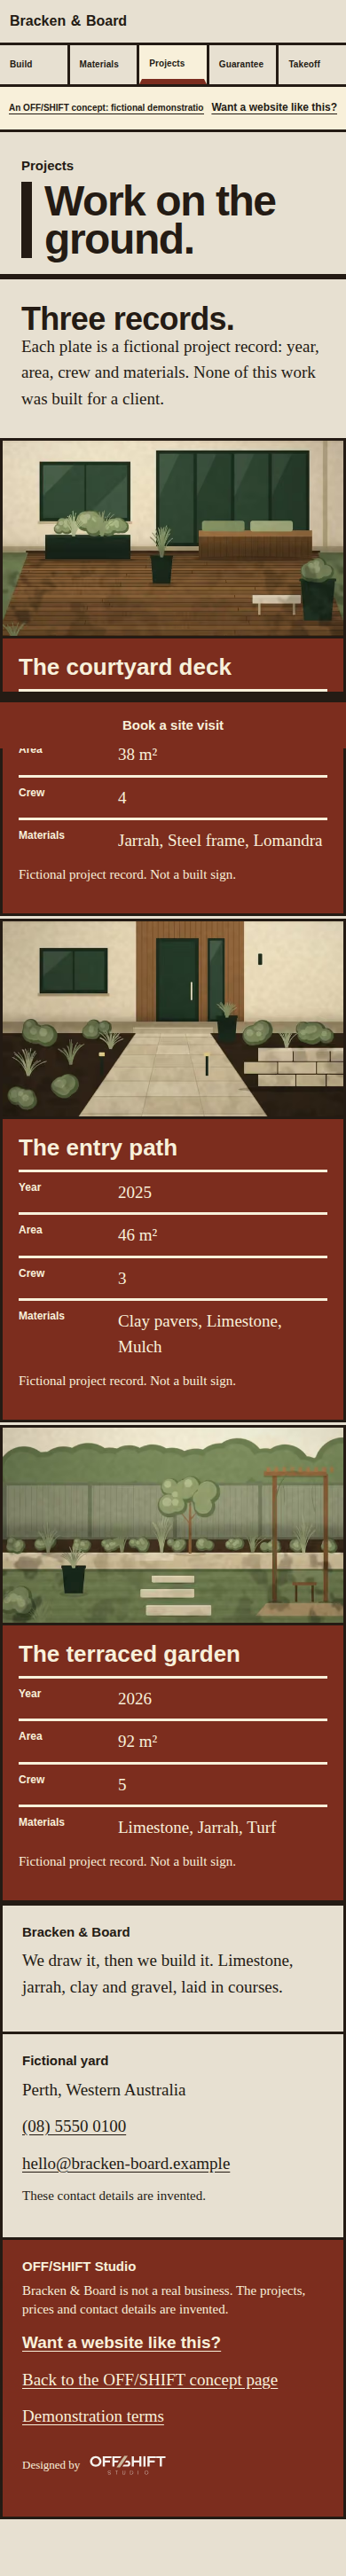 Bracken & Board
Build
Materials
Projects
Guarantee
Takeoff
An OFF/SHIFT concept: fictional demonstratio
Want a website like this?
Projects
Work on the
ground.
Three records.
Each plate is a fictional project record: year,
area, crew and materials. None of this work
was built for a client.
The courtyard deck
Book a site visit
Area 38 m²
Crew 4
Materials Jarrah, Steel frame, Lomandra
Fictional project record. Not a built sign.
The entry path
Year 2025
Area 46 m²
Crew 3
Materials Clay pavers, Limestone,
Mulch
Fictional project record. Not a built sign.
The terraced garden
Year 2026
Area 92 m²
Crew 5
Materials Limestone, Jarrah, Turf
Fictional project record. Not a built sign.
Bracken & Board
We draw it, then we build it. Limestone,
jarrah, clay and gravel, laid in courses.
Fictional yard
Perth, Western Australia
(08) 5550 0100
hello@bracken-board.example
These contact details are invented.
OFF/SHIFT Studio
Bracken & Board is not a real business. The projects,
prices and contact details are invented.
Want a website like this?
Back to the OFF/SHIFT concept page
Demonstration terms
Designed by OFF/SHIFT
STUDIO